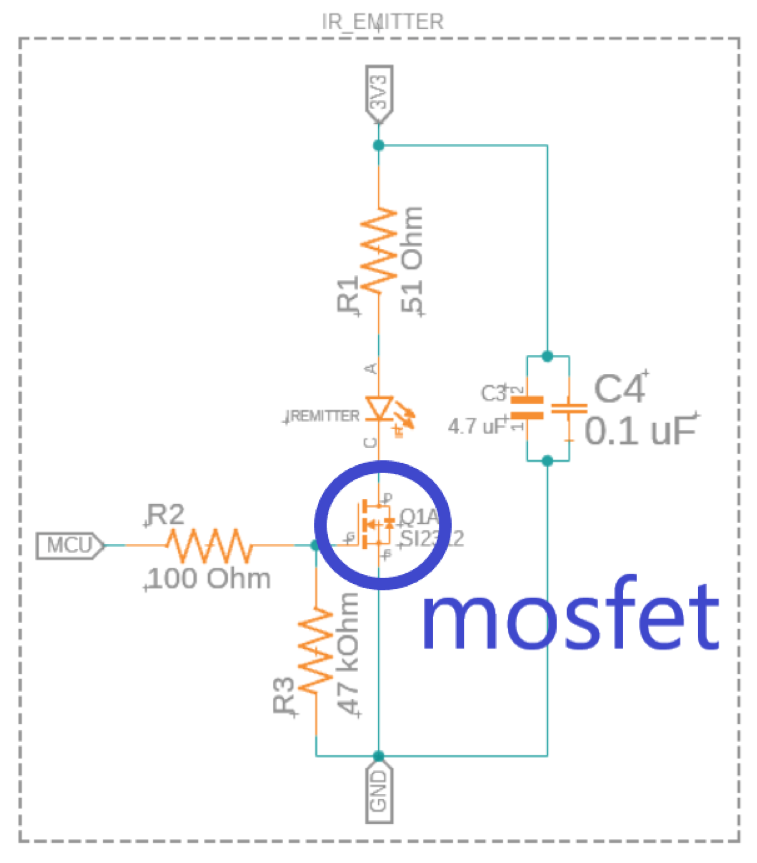 IR_EMITTER
3V3
R1
51 Ohm
A
IREMITTER
IR
C
C3
2
4.7 uF
1
C4
0.1 uF
R2
MCU
100 Ohm
D
G
S
Q1A
SI2312
mosfet
R3
47 kOhm
GND